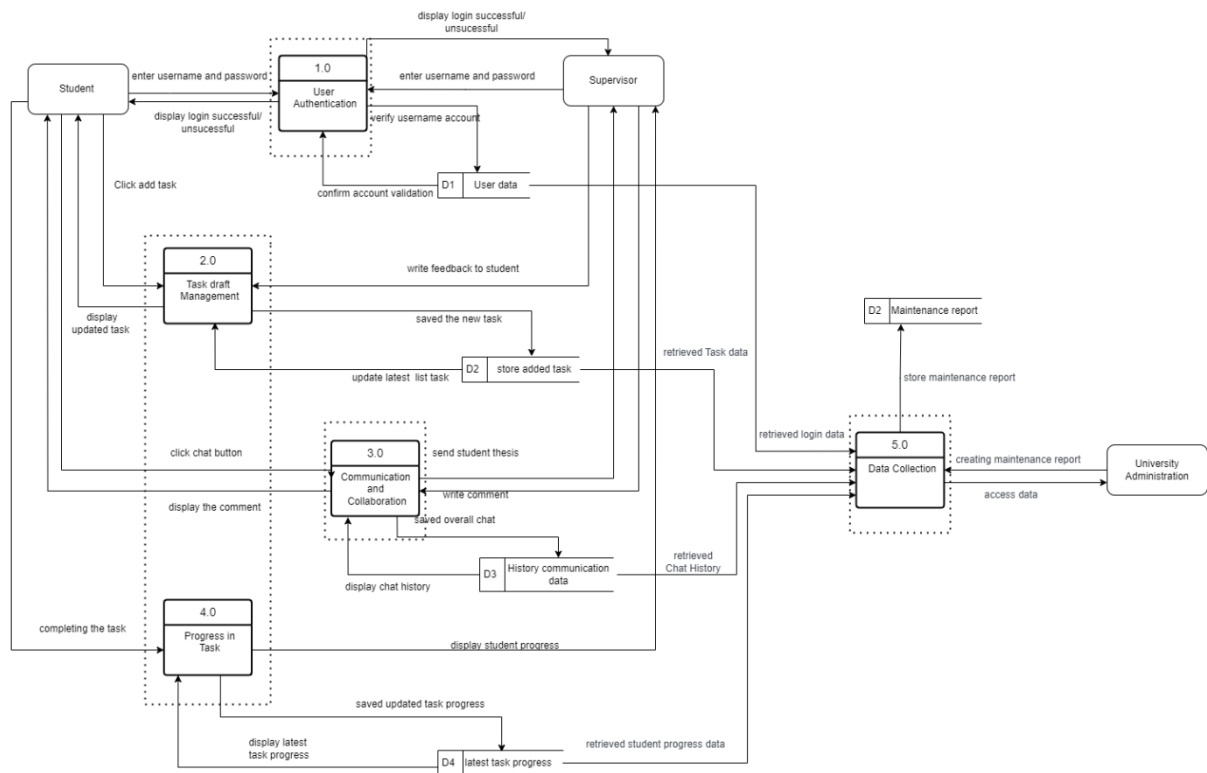 display login successful/
unsucessful
1.0
User
Authentication
Student
enter username and password
enter username and password
Supervisor
display login successful/
unsucessful
verify username account
Click add task
confirm account validation
D1
User data
2.0
Task draft
Management
write feedback to student
display
updated task
saved the new task
D2
Maintenance report
retrieved Task data
update latest list task
D2
store added task
store maintenance report
click chat button
3.0
Communication
and
Collaboration
send student thesis
retrieved login data
5.0
Data Collection
creating maintenance report
University
Administration
access data
display the comment
write comment
saved overall chat
display chat history
D3
History communication
data
retrieved
Chat History
completing the task
4.0
Progress in
Task
display student progress
saved updated task progress
display latest
task progress
D4
latest task progress
retrieved student progress data